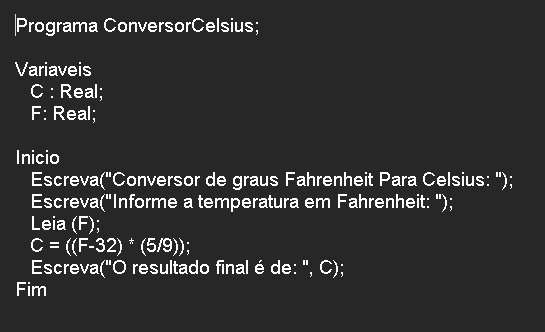 Programa ConversorCelsius;
Variaveis
C : Real;
F: Real;
Inicio
Escreva("Conversor de graus Fahrenheit Para Celsius: ");
Escreva("Informe a temperatura em Fahrenheit: ");
Leia (F);
C = ((F-32) * (5/9));
Escreva("O resultado final é de: ", C);
Fim